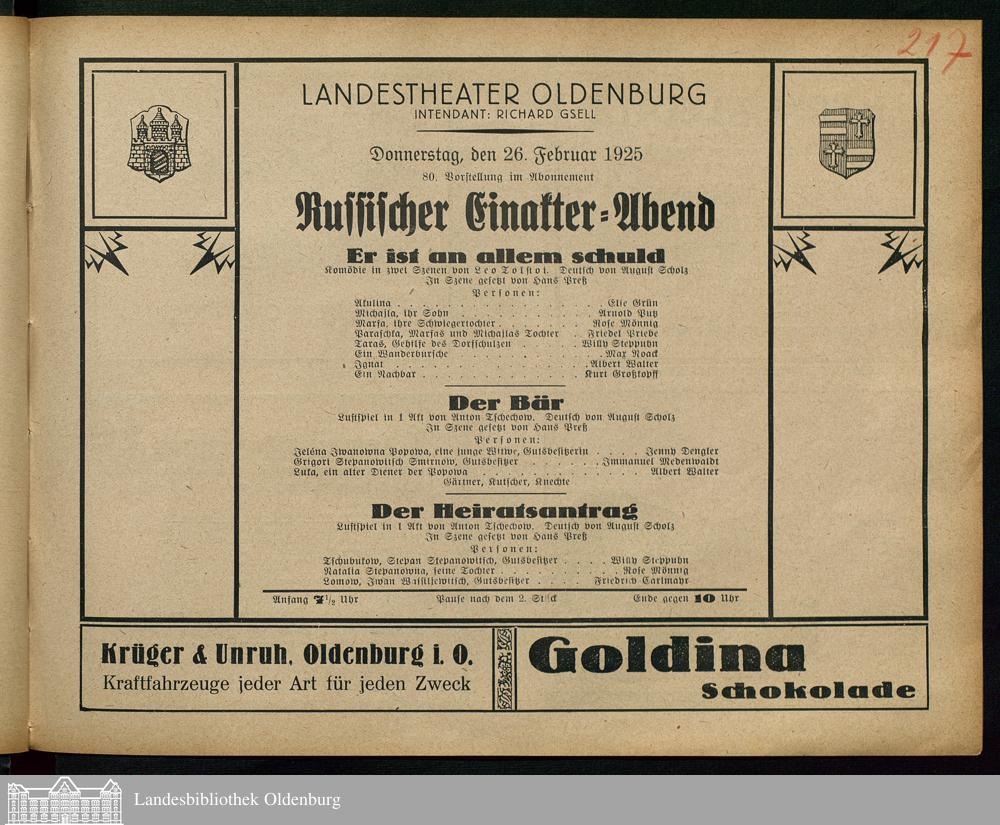 217
LANDESTHEATER OLDENBURG
INTENDANT: RICHARD GSELL
Donnerstag, den 26. Februar 1925
80. Vorstellung im Abonnement
Russischer Einakter-Abend
Er ist an allem schuld
Komödie in zwei Szenen von Leo Tolstoi. Deutsch von August Scholz
In Szene gesetzt von Hans Preß
Personen:
Akulina . . . . . . . . . . . . . . . . . Elie Grün
Michajla, ihr Sohn . . . . . . . . . . . . Arnold Putz
Marfa, ihre Schwiegertochter . . . . . . . Rose Mönnig
Paraschka, Marfas und Michajlas Tochter . . Friedel Priebe
Taras, Gehilfe des Dorfschulzen . . . . . . Willy Steppuhn
Ein Wanderbursche . . . . . . . . . . . . Max Noack
Ignat . . . . . . . . . . . . . . . . . . Albert Walter
Ein Nachbar . . . . . . . . . . . . . . . Kurt Großkopff
Der Bär
Lustspiel in 1 Akt von Anton Tschechow. Deutsch von August Scholz
In Szene gesetzt von Hans Preß
Personen:
Jeléna Iwanowna Popowa, eine junge Witwe, Gutsbesitzerin . . . . Jenny Dengler
Grigori Stepanowitsch Smirnow, Gutsbesitzer . . . . . . Immanuel Medenwaldt
Luka, ein alter Diener der Popowa . . . . . . . . . . . . Albert Walter
Gärtner, Kutscher, Knechte
Der Heiratsantrag
Lustspiel in 1 Akt von Anton Tschechow. Deutsch von August Scholz
In Szene gesetzt von Hans Preß
Personen:
Tschubukow, Stepan Stepanowitsch, Gutsbesitzer . . . . Willy Steppuhn
Natalia Stepanowna, seine Tochter . . . . . . . . . . Rose Mönnig
Lomow, Iwan Wassiljewitsch, Gutsbesitzer . . . . . Friedrich Carlmayr
Anfang 7½ Uhr Pause nach dem 2. Stück Ende gegen 10 Uhr
Krüger & Unruh, Oldenburg i. O.
Kraftfahrzeuge jeder Art für jeden Zweck
Goldina
Schokolade
Landesbibliothek Oldenburg